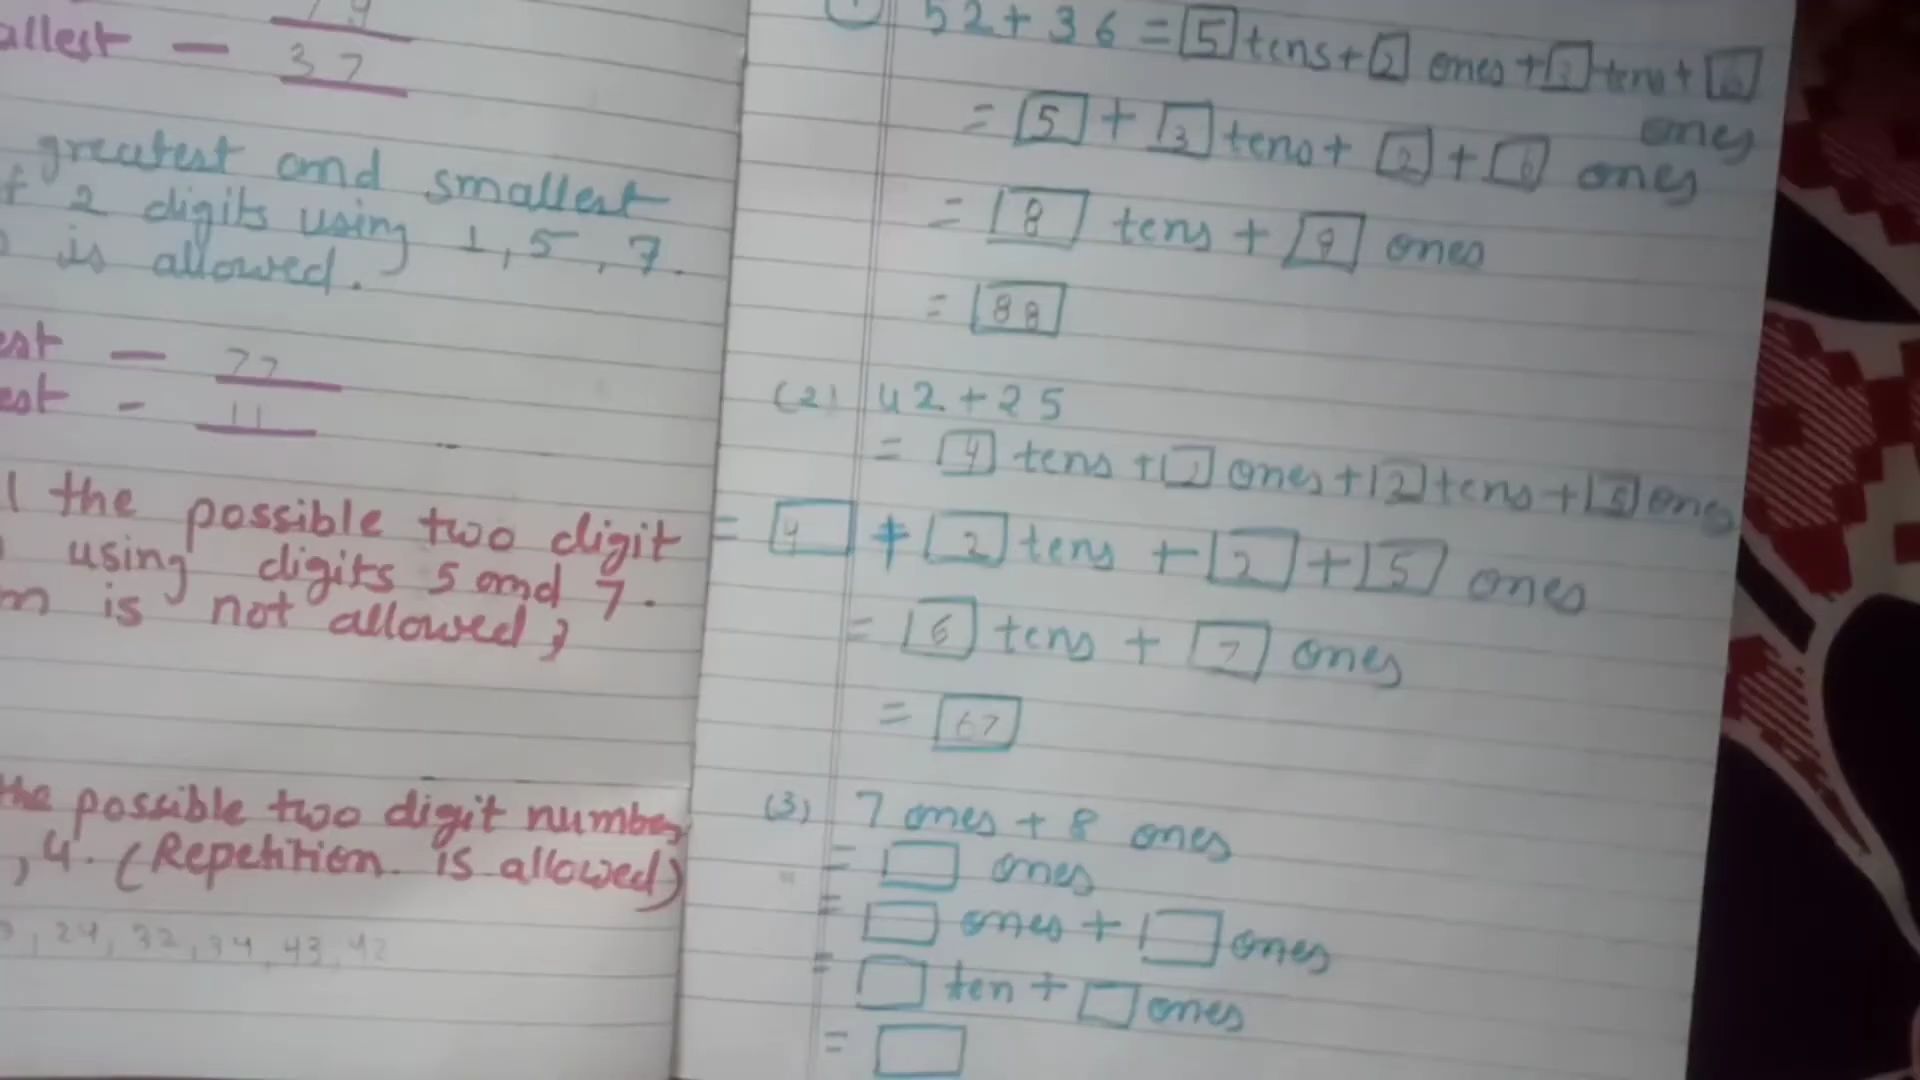 79
allest - 37
greatest and smallest
f 2 digits using 1, 5, 7.
is allowed.
est - 77
est - 11
l the possible two digit
using digits 5 and 7.
m is not allowed,
the possible two digit number
, 4. (Repetition is allowed)
, 24, 32, 34, 43, 42
52 + 36 = 5 tens + 2 ones + 3 tens + 6
ones
= 5 + 3 tens + 2 + 6 ones
= 8 tens + 9 ones
= 88
(2) 42 + 25
= 4 tens + 2 ones + 2 tens + 5 ones
= 4 + 2 tens + 2 + 5 ones
= 6 tens + 7 ones
= 67
(3) 7 ones + 8 ones
= ones
= ones + ones
= ten + ones
=